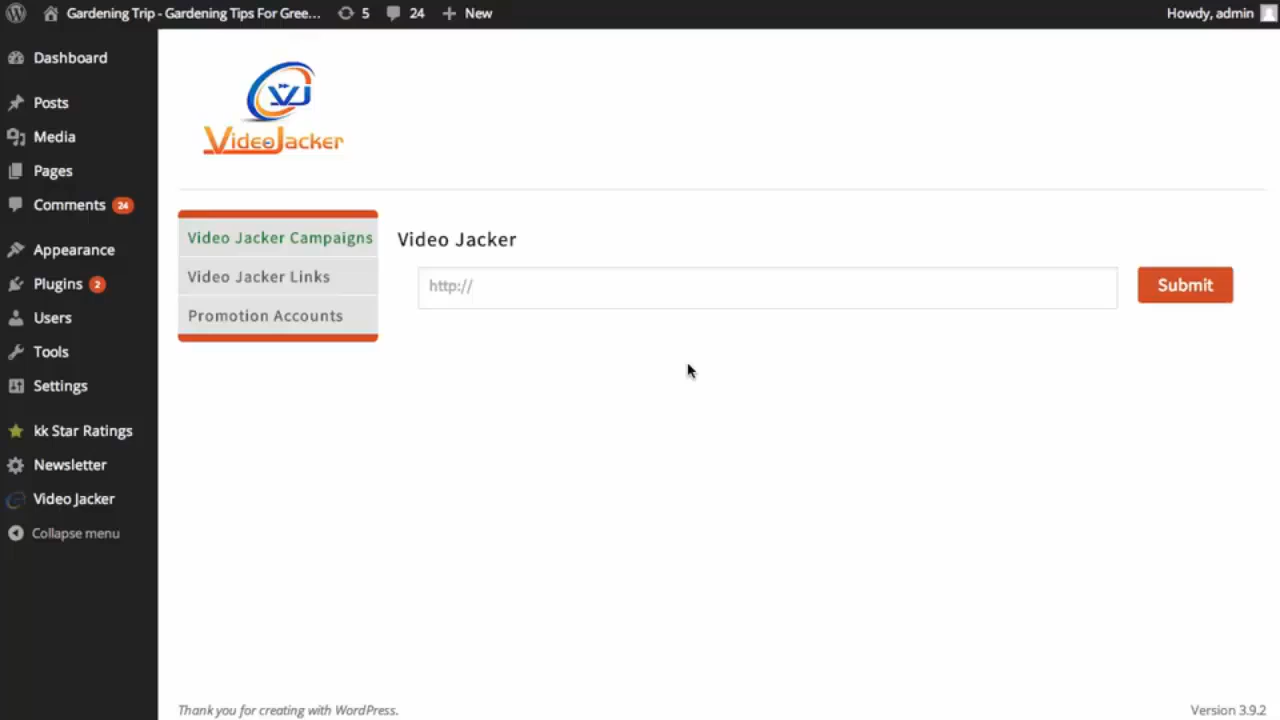 Gardening Trip - Gardening Tips For Gree... 5 24 New Howdy, admin
Dashboard
Posts
Media
Pages
Comments 24
Appearance
Plugins 2
Users
Tools
Settings
kk Star Ratings
Newsletter
Video Jacker
Collapse menu
VJ
VideoJacker
Video Jacker Campaigns
Video Jacker Links
Promotion Accounts
Video Jacker
http://
Submit
Thank you for creating with WordPress. Version 3.9.2